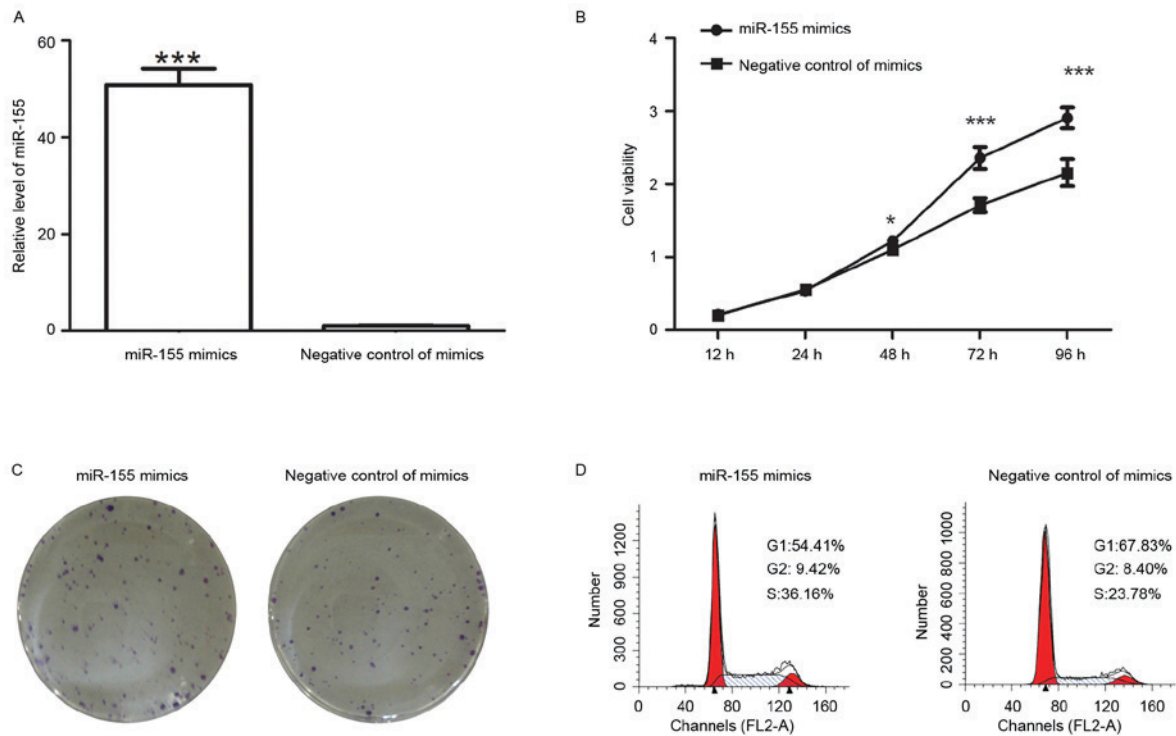 A
60
40
20
0
Relative level of miR-155
***
miR-155 mimics
Negative control of mimics
B
miR-155 mimics
Negative control of mimics
4
3
2
1
0
Cell viability
*
***
***
12 h
24 h
48 h
72 h
96 h
C
miR-155 mimics
Negative control of mimics
D
miR-155 mimics
Number
1200
900
600
300
0
G1:54.41%
G2: 9.42%
S:36.16%
0 40 80 120 160
Channels (FL2-A)
Negative control of mimics
Number
1000
800
600
400
200
0
G1:67.83%
G2: 8.40%
S:23.78%
0 40 80 120 160
Channels (FL2-A)